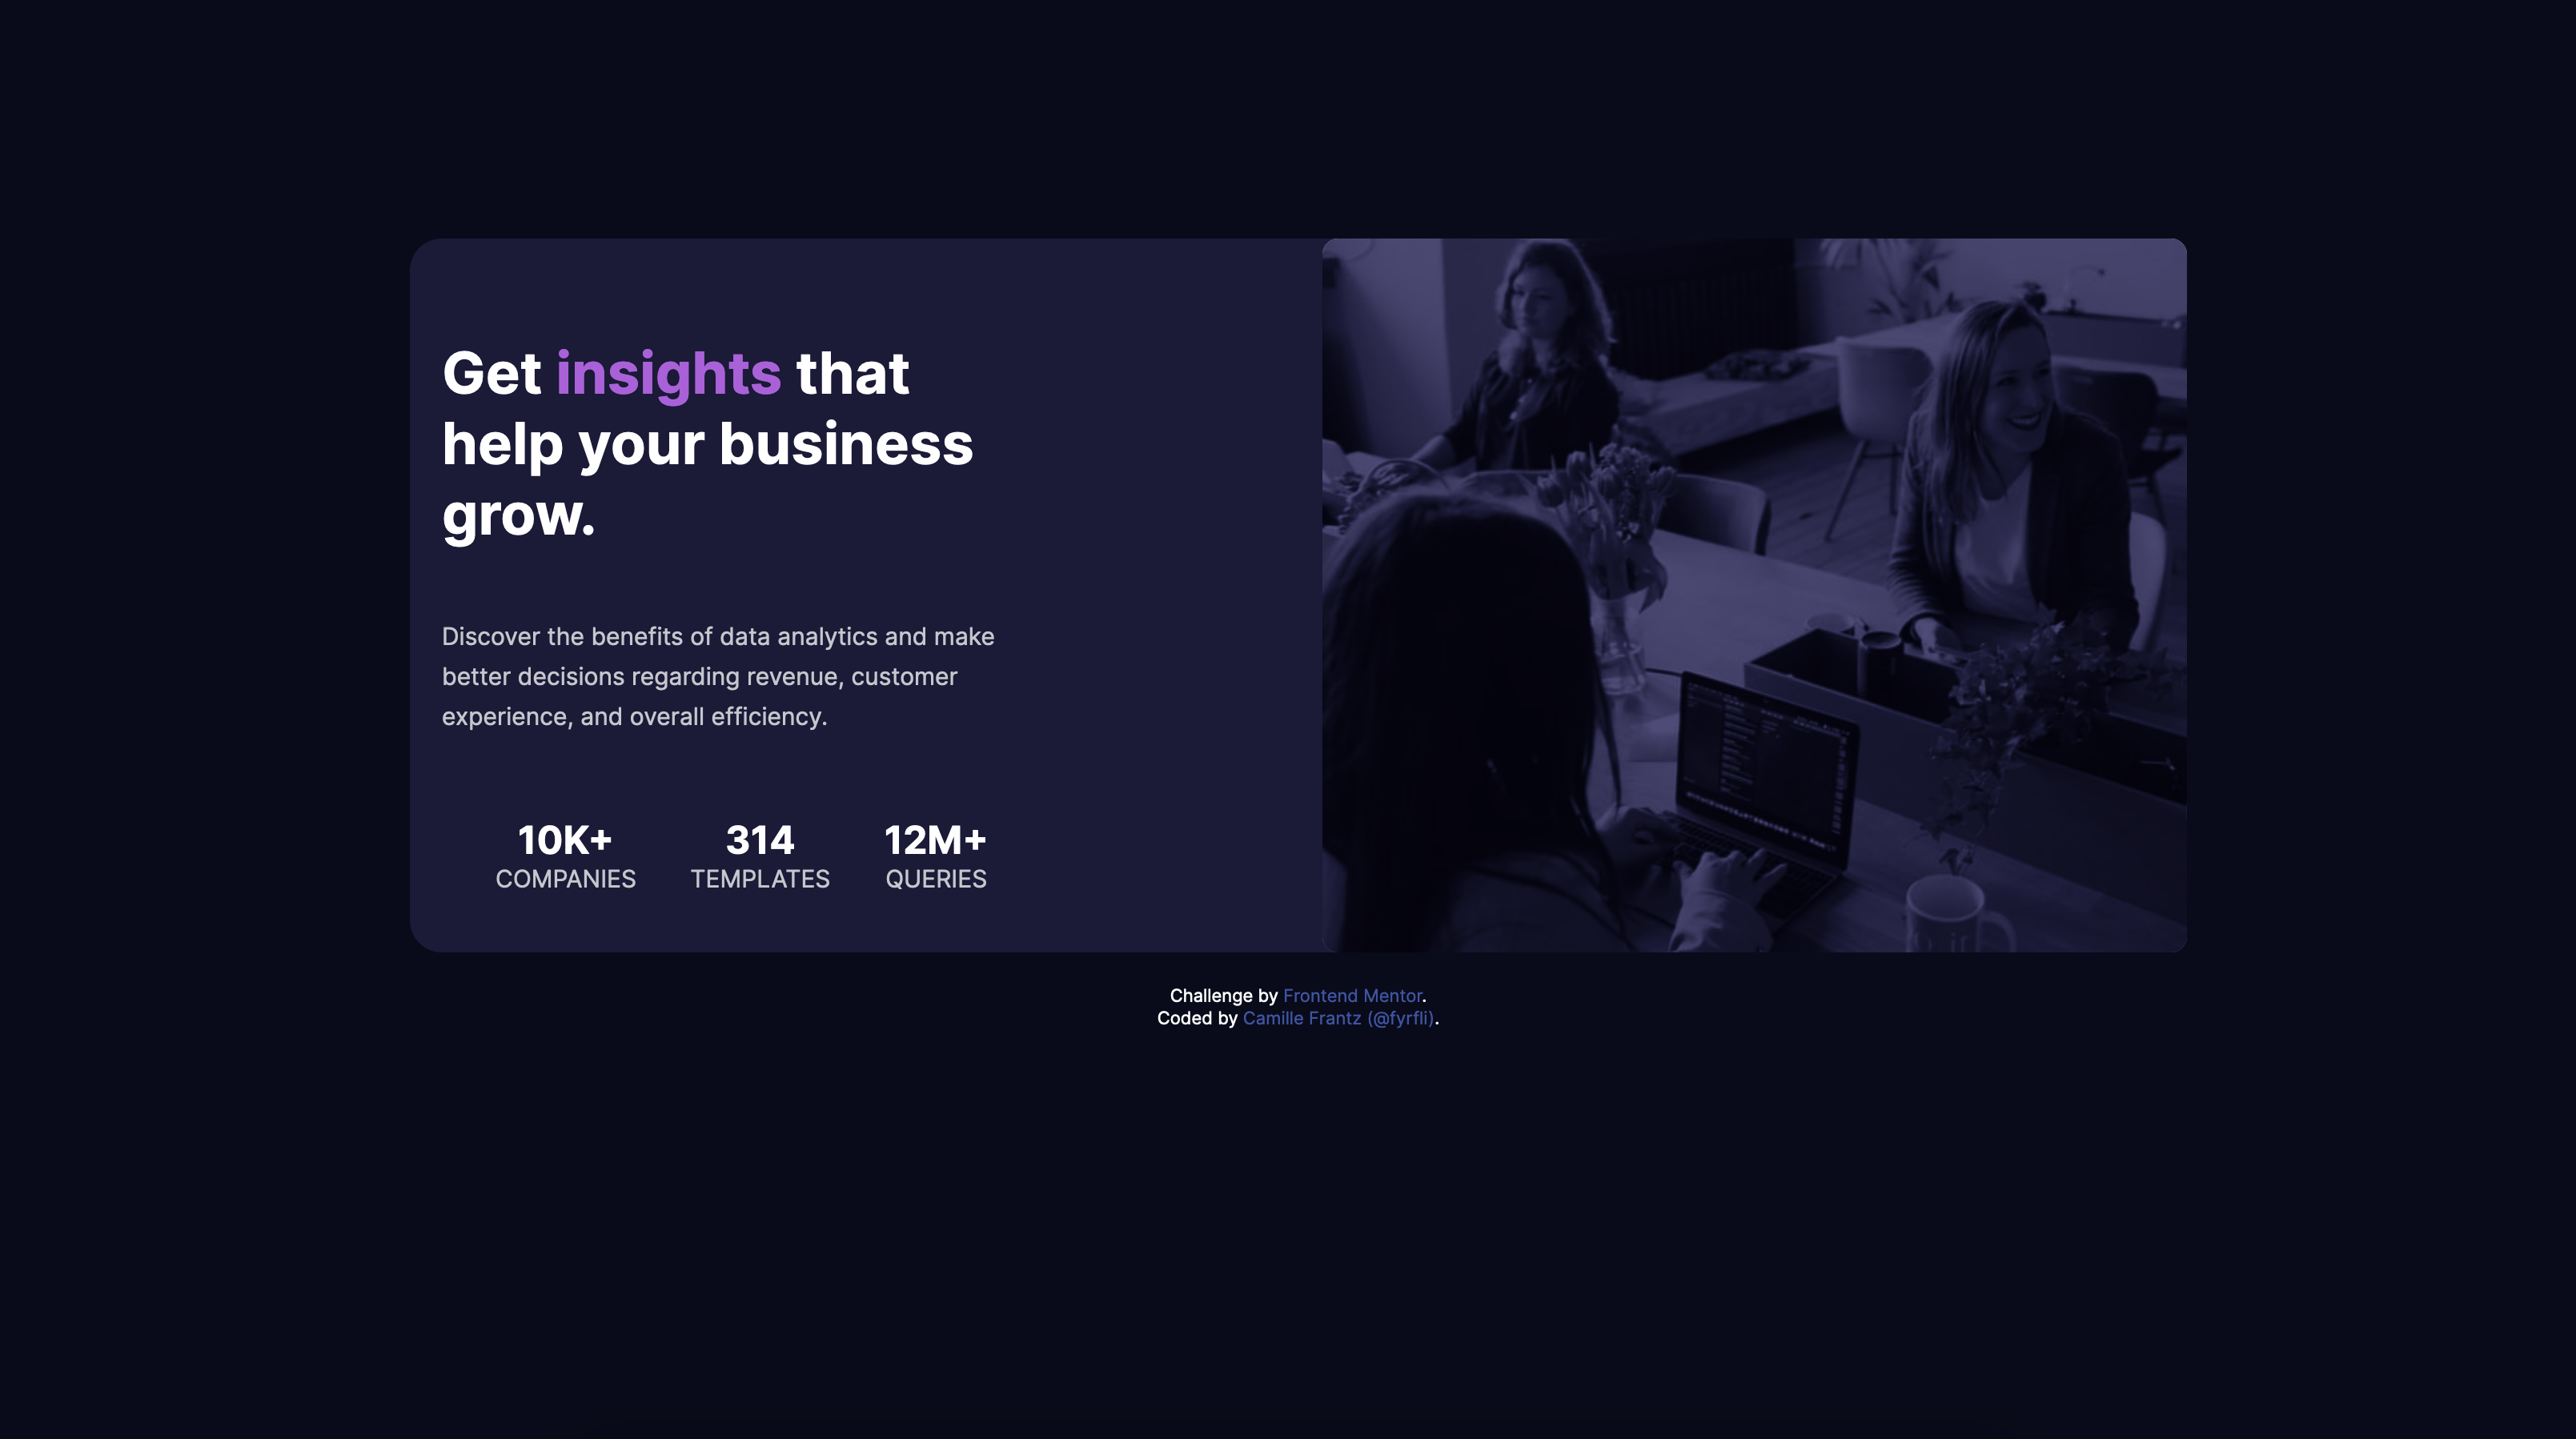 Get insights that
help your business
grow.
Discover the benefits of data analytics and make
better decisions regarding revenue, customer
experience, and overall efficiency.
10K+ 314 12M+
COMPANIES TEMPLATES QUERIES
Challenge by Frontend Mentor.
Coded by Camille Frantz (@fyrfli).